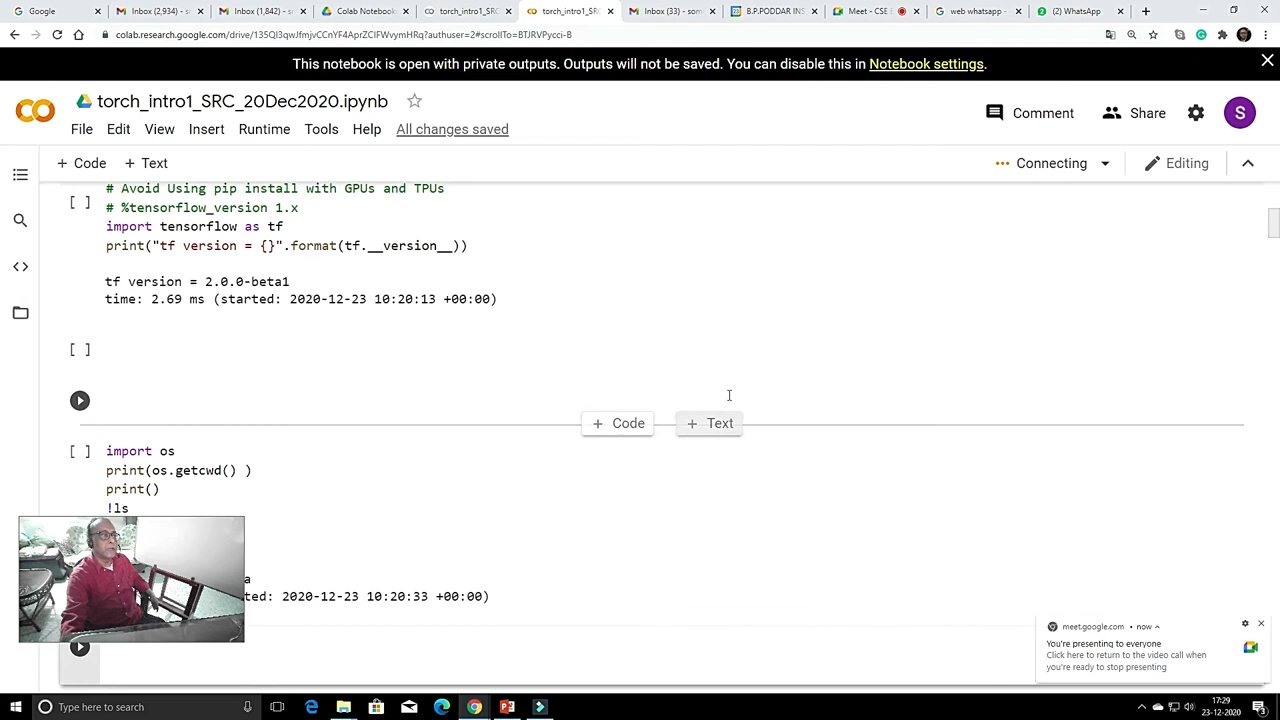 Google
Inbox (2,934) - s
Inbox (1,842) - s
Colab Notebook
torch_intro1_SRC
torch_intro1_SRC
Inbox (33) - som
B.P.PODDAR INS
Meet - CSE E
web whatsapp -
(2) WhatsApp
colab.research.google.com/drive/135QI3qwJfmjvCCnYF4AprZCIFWvymHRq?authuser=2#scrollTo=BTJRVPycci-B
This notebook is open with private outputs. Outputs will not be saved. You can disable this in Notebook settings.
torch_intro1_SRC_20Dec2020.ipynb
Comment
Share
S
File Edit View Insert Runtime Tools Help All changes saved
+ Code + Text
Connecting
Editing
# Avoid Using pip install with GPUs and TPUs
[ ] # %tensorflow_version 1.x
import tensorflow as tf
print("tf version = {}".format(tf.__version__))
tf version = 2.0.0-beta1
time: 2.69 ms (started: 2020-12-23 10:20:13 +00:00)
[ ]
+ Code + Text
[ ] import os
print(os.getcwd() )
print()
!ls
a
ted: 2020-12-23 10:20:33 +00:00)
meet.google.com • now
You're presenting to everyone
Click here to return to the video call when
you're ready to stop presenting
Type here to search
17:29
23-12-2020
3